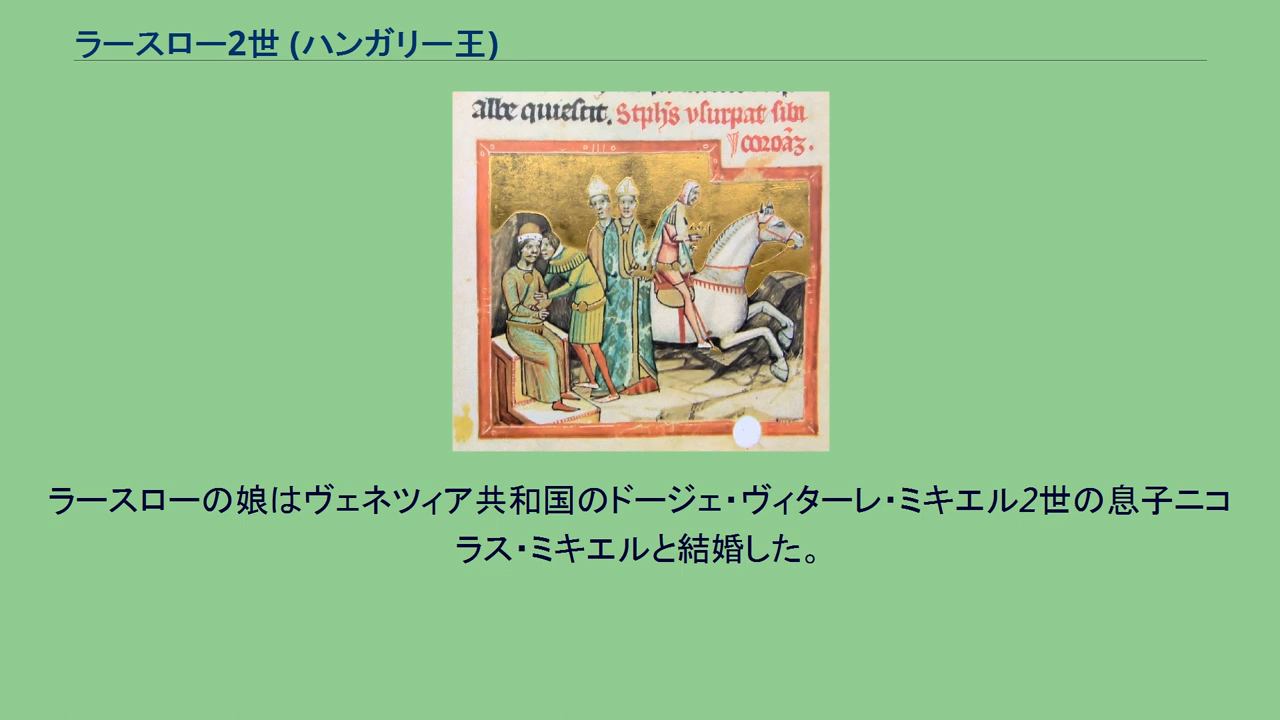 ラースロー2世 (ハンガリー王)
albe quiescit. Stph̅s vsurpat sibi
coro̅aꝫ.
ラースローの娘はヴェネツィア共和国のドージェ・ヴィターレ・ミキエル2世の息子ニコ
ラス・ミキエルと結婚した。